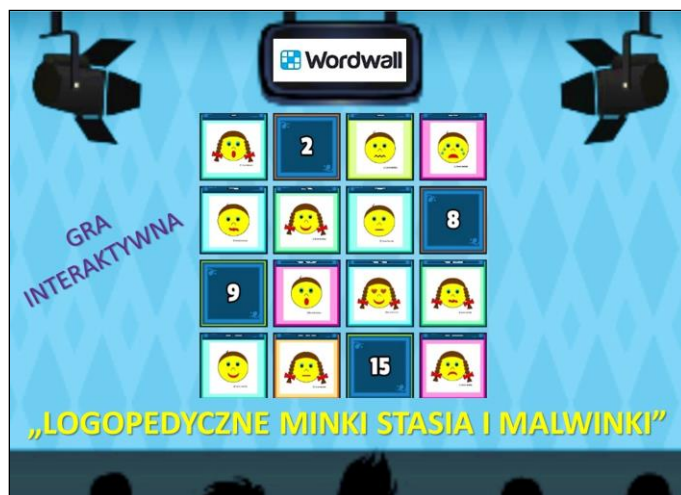 Wordwall
2
8
GRA
INTERAKTYWNA
9
15
„LOGOPEDYCZNE MINKI STASIA I MALWINKI”